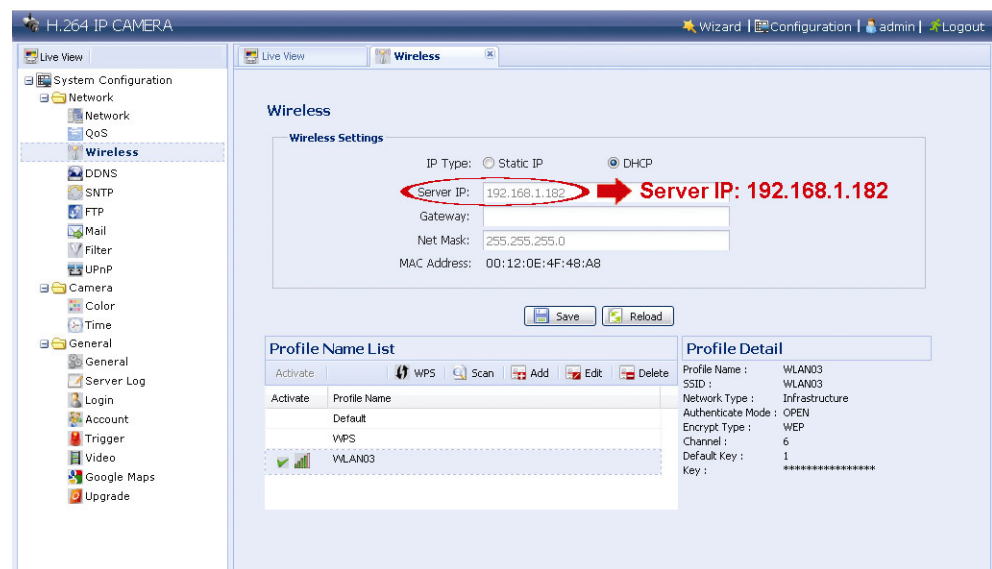 H.264 IP CAMERA
Wizard | Configuration | admin | Logout
Live View
System Configuration
Network
Network
QoS
Wireless
DDNS
SNTP
FTP
Mail
Filter
UPnP
Camera
Color
Time
General
General
Server Log
Login
Account
Trigger
Video
Google Maps
Upgrade
Live View
Wireless
Wireless
Wireless Settings
IP Type: Static IP DHCP
Server IP: 192.168.1.182 Server IP: 192.168.1.182
Gateway:
Net Mask: 255.255.255.0
MAC Address: 00:12:0E:4F:48:A8
Save Reload
Profile Name List
Activate WPS Scan Add Edit Delete
Activate Profile Name
Default
WPS
WLAN03
Profile Detail
Profile Name : WLAN03
SSID : WLAN03
Network Type : Infrastructure
Authenticate Mode : OPEN
Encrypt Type : WEP
Channel : 6
Default Key : 1
Key : ****************